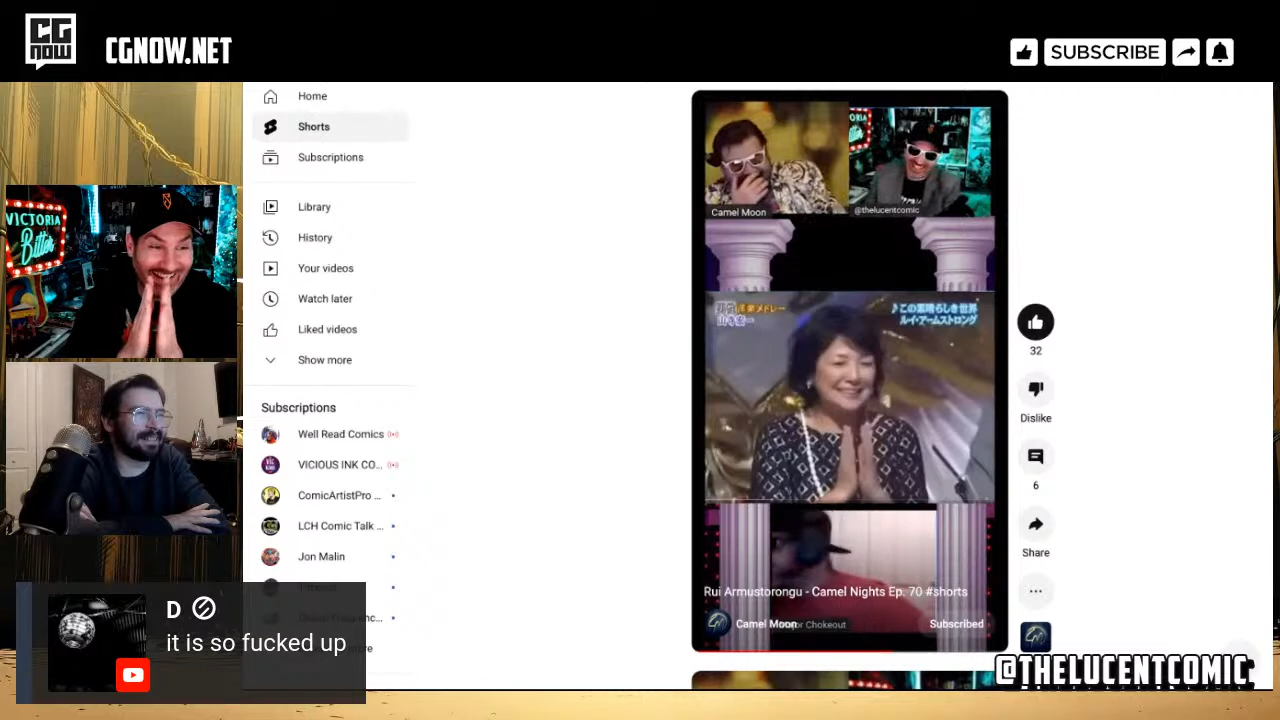 CG
NOW
CGNOW.NET
SUBSCRIBE
Home
Shorts
Subscriptions
Library
History
Your videos
Watch later
Liked videos
Show more
Subscriptions
Well Read Comics
VICIOUS INK CO...
ComicArtistPro ...
LCH Comic Talk ...
Jon Malin
VICTORIA
Bitter
D
it is so fucked up
Camel Moon
@thelucentcomic
♪この素晴らしき世界
ルイ・アームストロング
32
Dislike
6
Share
Rui Armustorongu - Camel Nights Ep. 70 #shorts
Camel Moon
Chokeout
Subscribed
@THELUCENTCOMIC